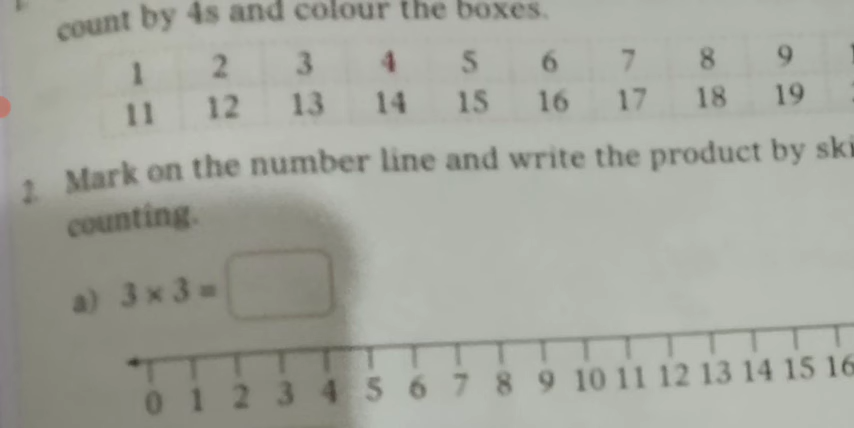 count by 4s and colour the boxes.
1 2 3 4 5 6 7 8 9
11 12 13 14 15 16 17 18 19
2. Mark on the number line and write the product by ski
counting.
a) 3 × 3 =
0 1 2 3 4 5 6 7 8 9 10 11 12 13 14 15 16